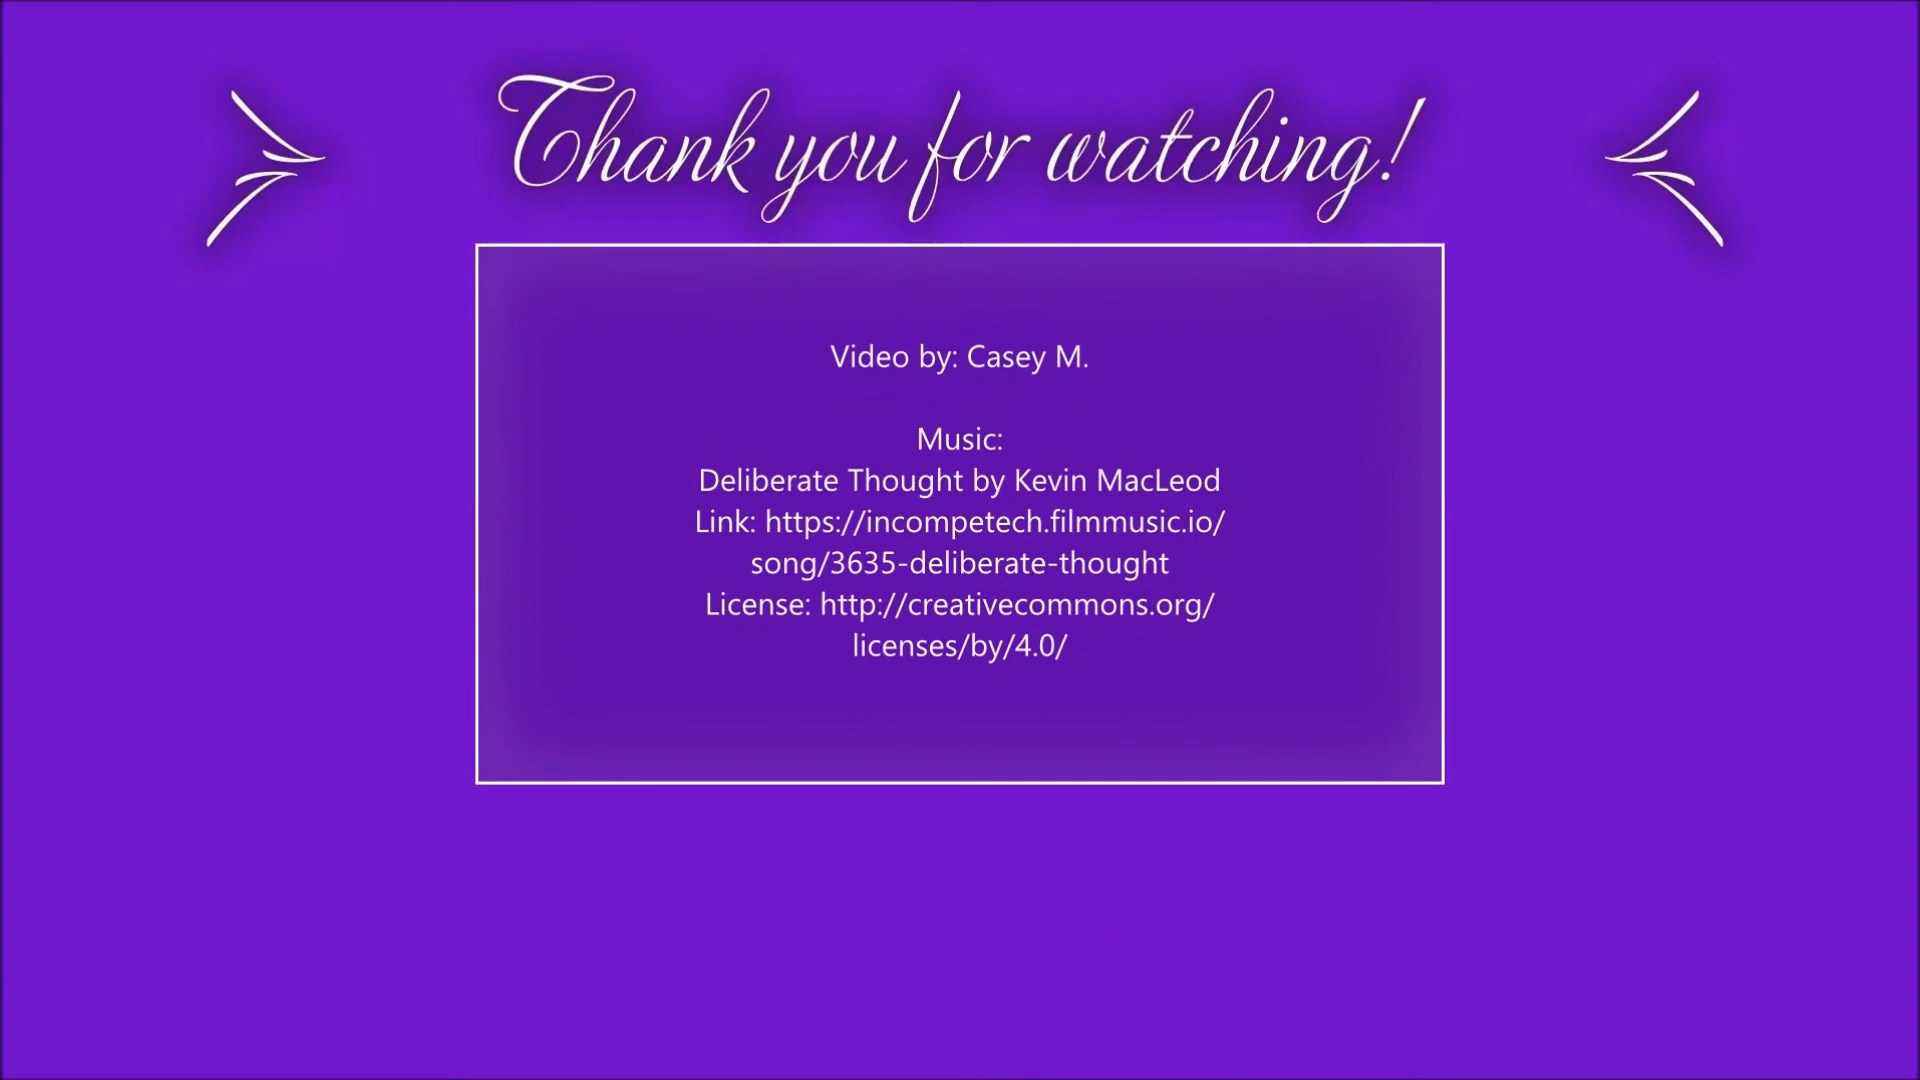 Thank you for watching!
Video by: Casey M.
Music:
Deliberate Thought by Kevin MacLeod
Link: https://incompetech.filmmusic.io/
song/3635-deliberate-thought
License: http://creativecommons.org/
licenses/by/4.0/